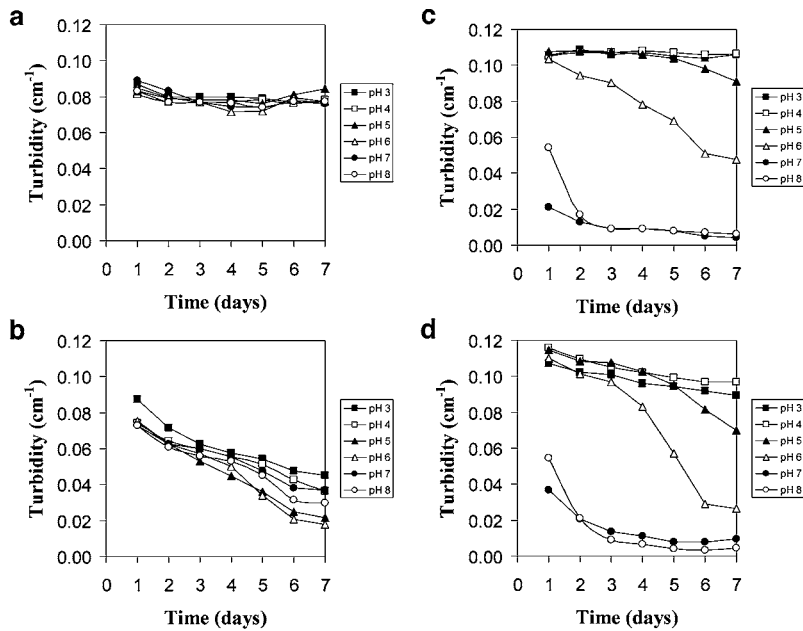 a
0.12
0.10
0.08
0.06
0.04
0.02
0.00
Turbidity (cm⁻¹)
0 1 2 3 4 5 6 7
Time (days)
pH 3
pH 4
pH 5
pH 6
pH 7
pH 8
b
0.12
0.10
0.08
0.06
0.04
0.02
0.00
Turbidity (cm⁻¹)
0 1 2 3 4 5 6 7
Time (days)
pH 3
pH 4
pH 5
pH 6
pH 7
pH 8
c
0.12
0.10
0.08
0.06
0.04
0.02
0.00
Turbidity (cm⁻¹)
0 1 2 3 4 5 6 7
Time (days)
pH 3
pH 4
pH 5
pH 6
pH 7
pH 8
d
0.12
0.10
0.08
0.06
0.04
0.02
0.00
Turbidity (cm⁻¹)
0 1 2 3 4 5 6 7
Time (days)
pH 3
pH 4
pH 5
pH 6
pH 7
pH 8